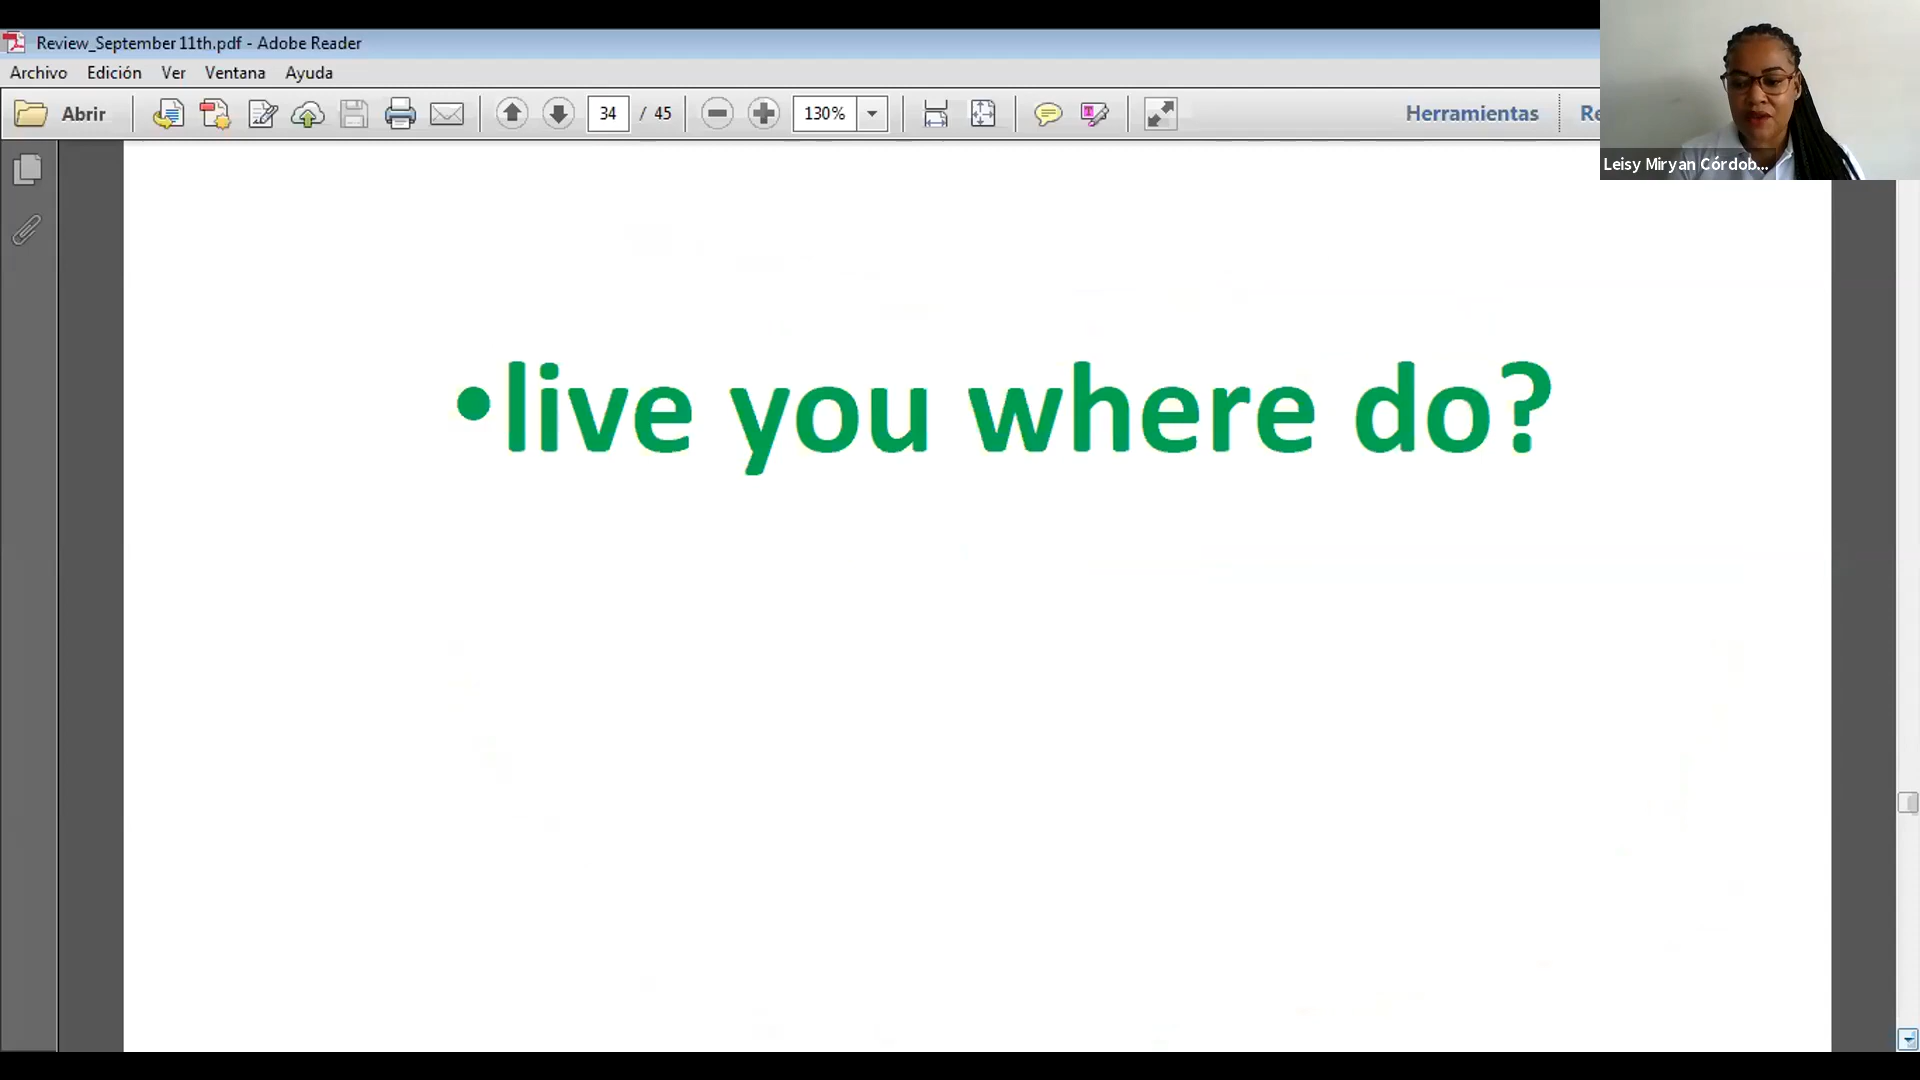 Review_September 11th.pdf - Adobe Reader
Archivo Edición Ver Ventana Ayuda
Abrir 34 / 45 130% Herramientas Re
Leisy Miryan Córdob...
•live you where do?